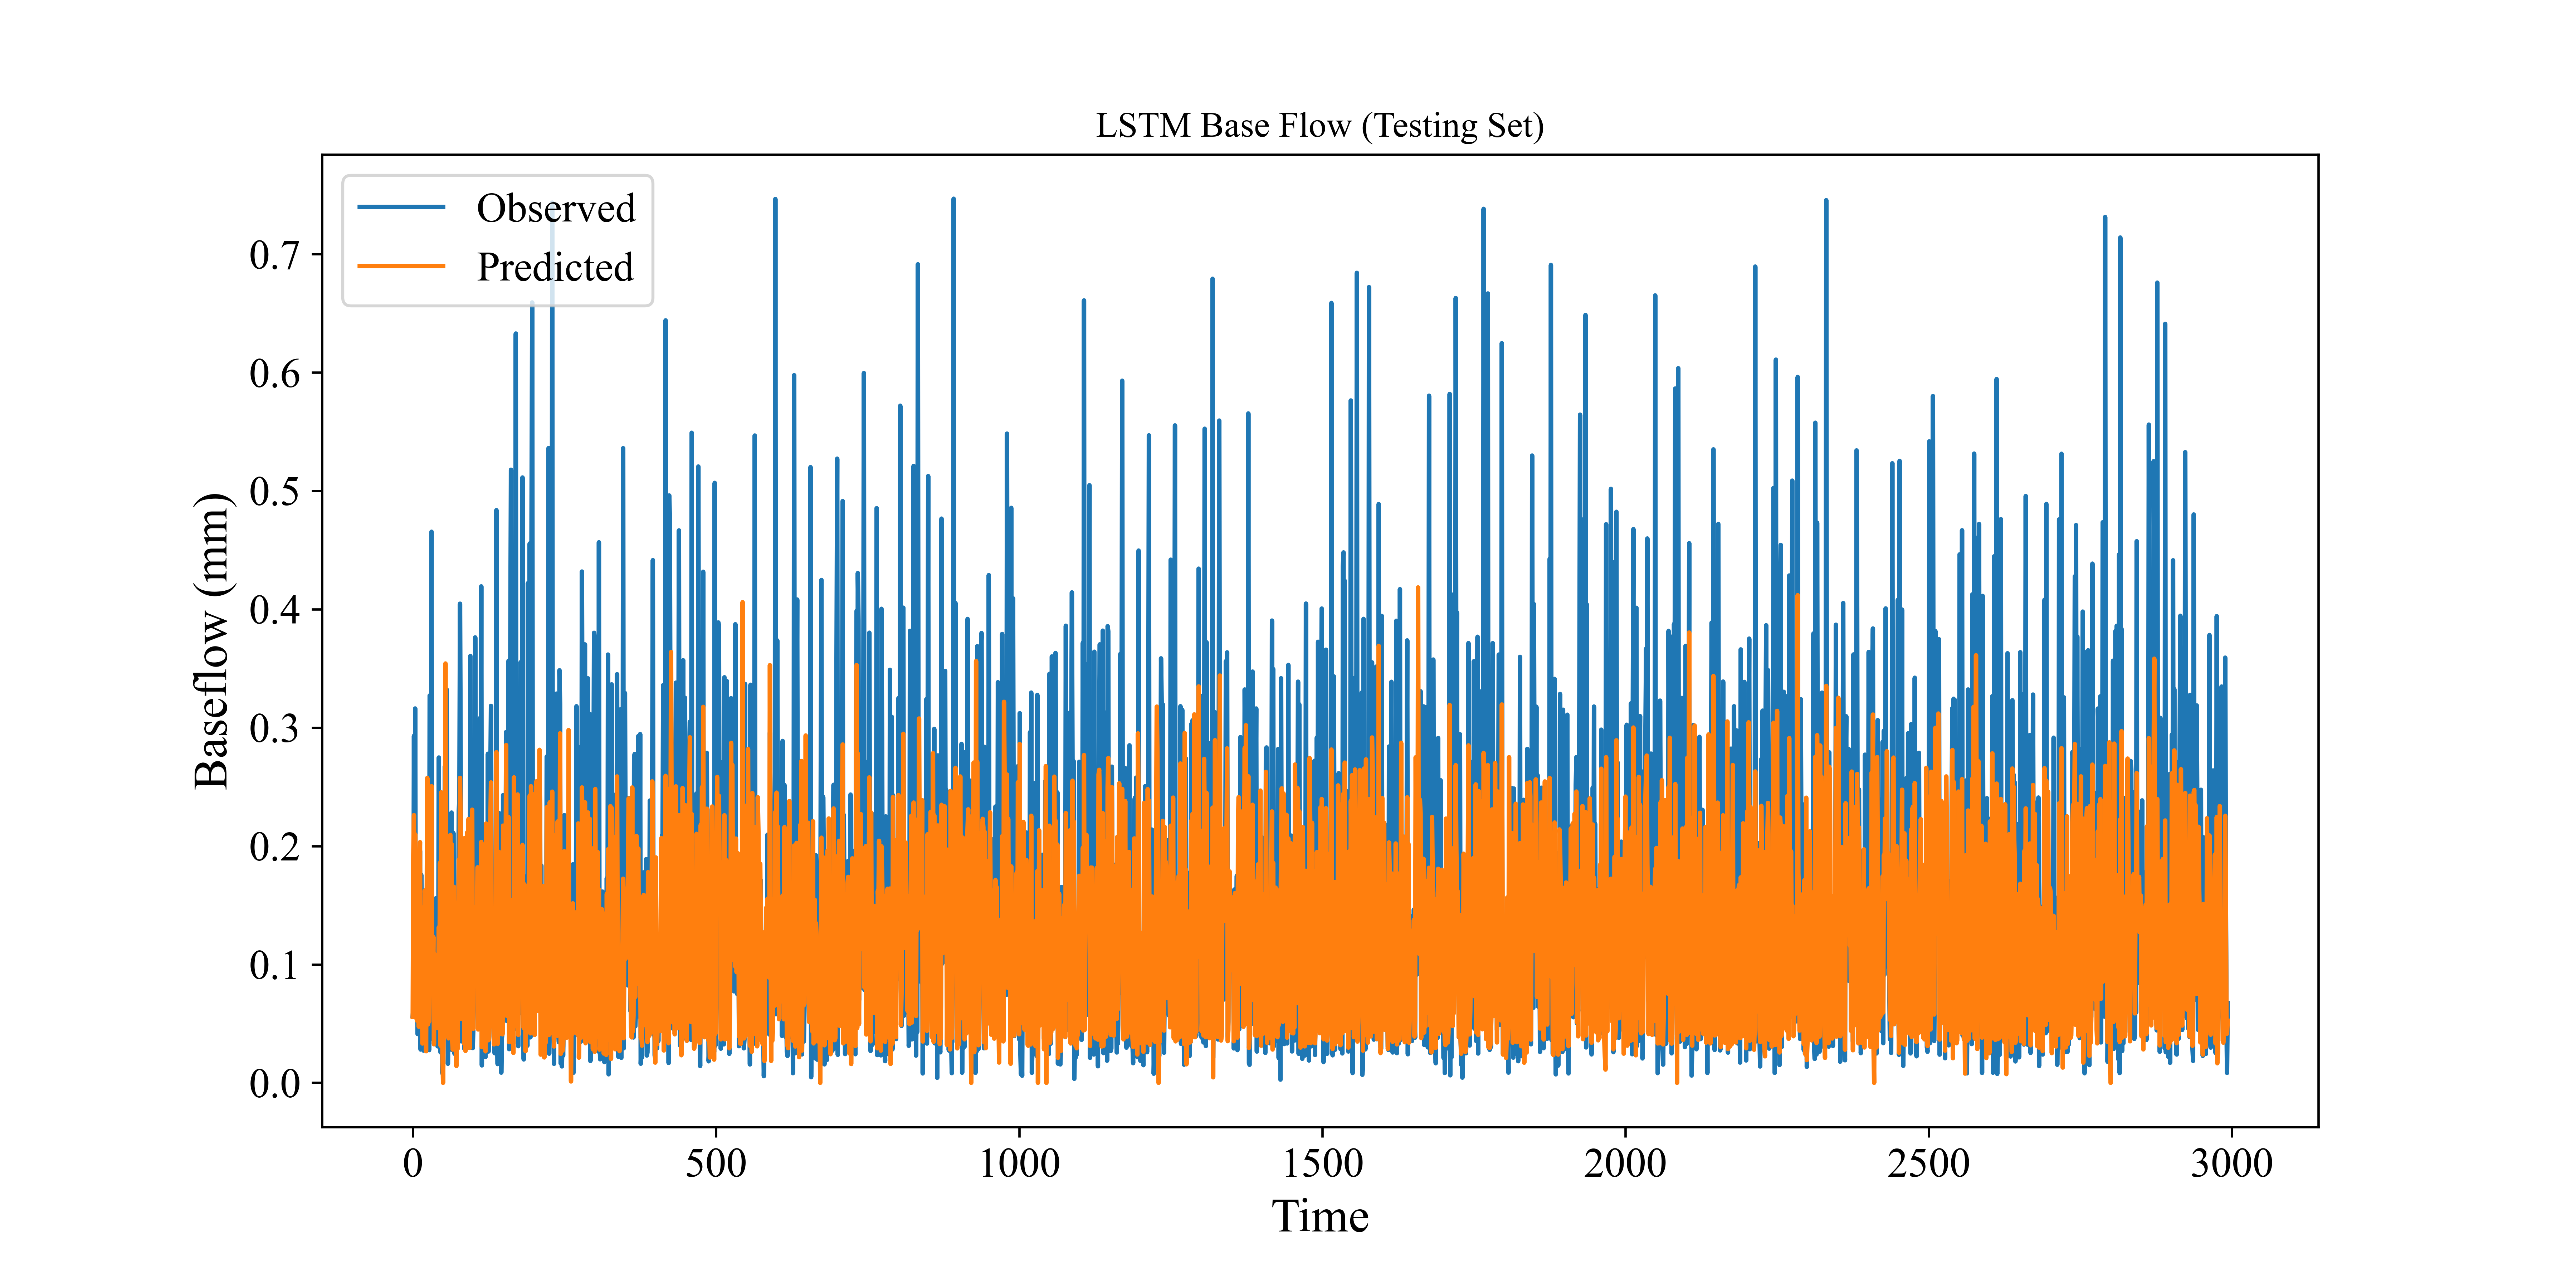 LSTM Base Flow (Testing Set)
Observed
Predicted
Baseflow (mm)
0.7
0.6
0.5
0.4
0.3
0.2
0.1
0.0
0 500 1000 1500 2000 2500 3000
Time